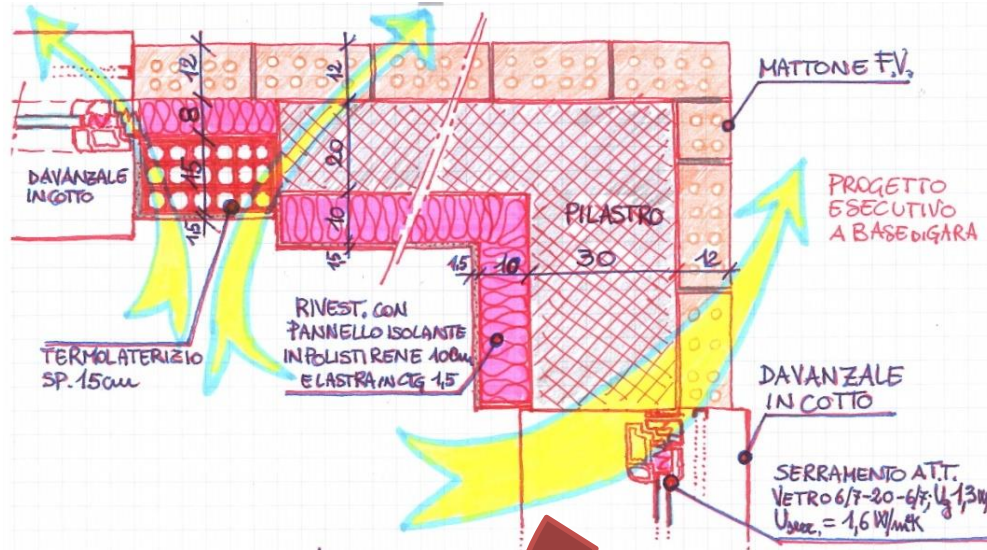 12
12
MATTONE F.V.
8
20
15
DAVANZALE
IN COTTO
PROGETTO
ESECUTIVO
A BASE DI GARA
10
PILASTRO
1,5
1,5
1,5
10
30
12
RIVEST. CON
PANNELLO ISOLANTE
IN POLISTIRENE 10cm
E LASTRA IN CTG 1,5
TERMOLATERIZIO
SP. 15cm
DAVANZALE
IN COTTO
SERRAMENTO A T.T.
VETRO 6/7-20-6/7; Ug 1,3 W/
Userr. = 1,6 W/m²K